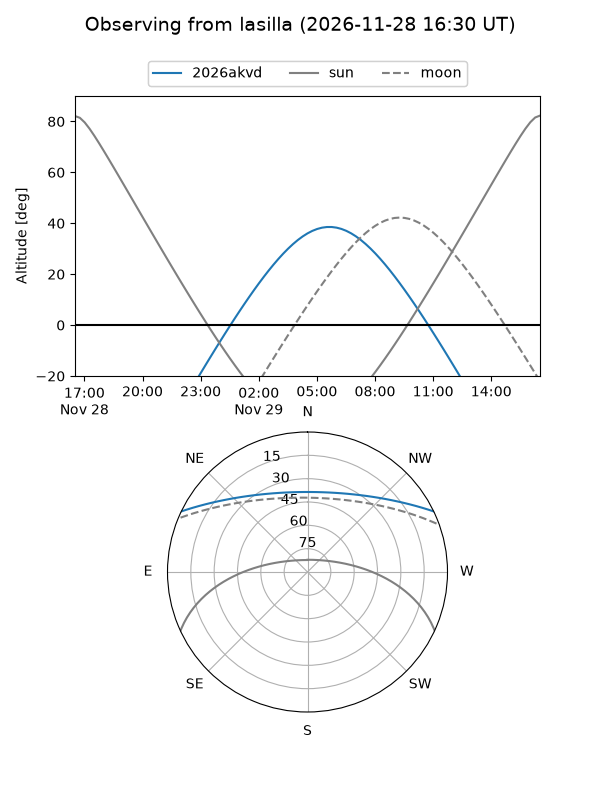 Observing from lasilla (2026-11-28 16:30 UT)
2026akvd
sun
moon
Altitude [deg]
80
60
40
20
0
−20
17:00
Nov 28
20:00
23:00
02:00
Nov 29
05:00
08:00
11:00
14:00
N
NE
NW
15
30
45
60
75
E
W
SE
SW
S